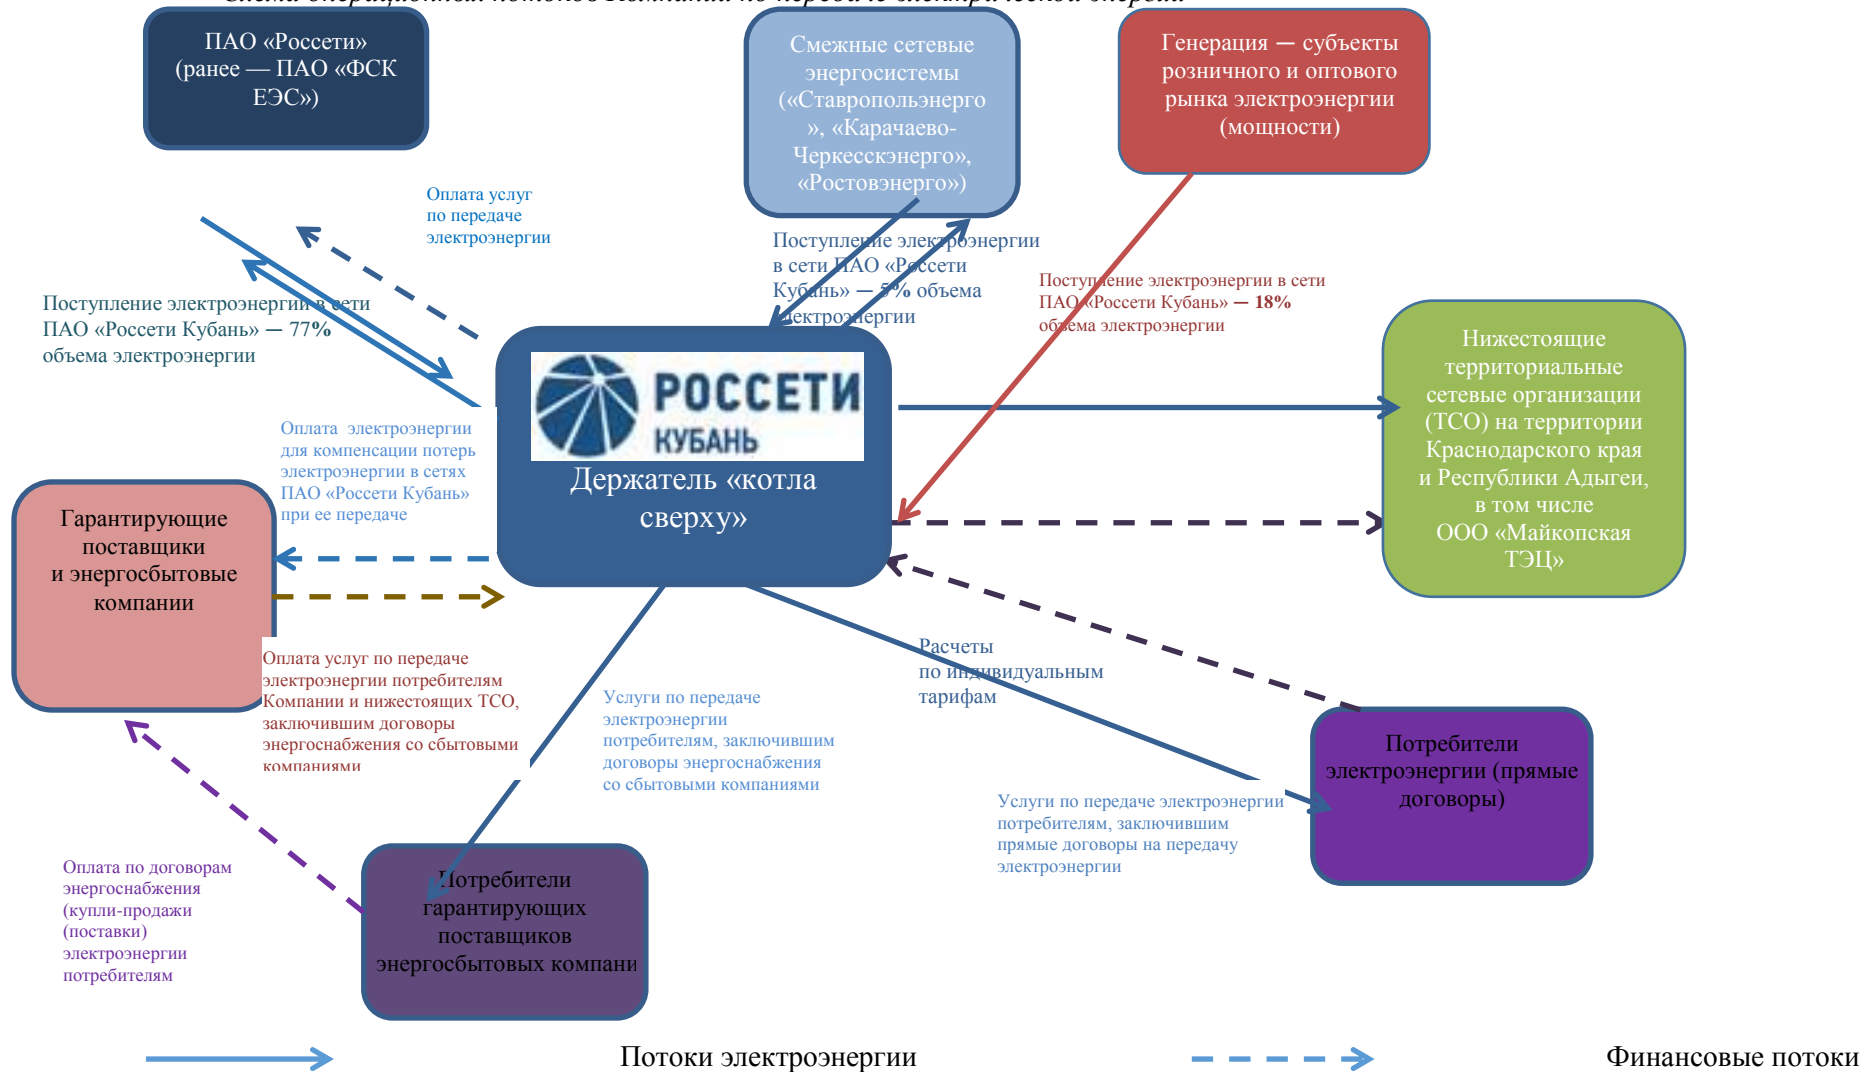 Схема операционных потоков Компании по передаче электрической энергии
ПАО «Россети»
(ранее — ПАО «ФСК
ЕЭС»)
Смежные сетевые
энергосистемы
(«Ставропольэнерго
», «Карачаево-
Черкесскэнерго»,
«Ростовэнерго»)
Генерация — субъекты
розничного и оптового
рынка электроэнергии
(мощности)
Оплата услуг
по передаче
электроэнергии
Поступление электроэнергии
в сети ПАО «Россети
Кубань» — 5% объема
электроэнергии
Поступление электроэнергии в сети
ПАО «Россети Кубань» — 18%
объема электроэнергии
Поступление электроэнергии в сети
ПАО «Россети Кубань» — 77%
объема электроэнергии
РОССЕТИ
КУБАНЬ
Держатель «котла
сверху»
Нижестоящие
территориальные
сетевые организации
(ТСО) на территории
Краснодарского края
и Республики Адыгеи,
в том числе
ООО «Майкопская
ТЭЦ»
Оплата электроэнергии
для компенсации потерь
электроэнергии в сетях
ПАО «Россети Кубань»
при ее передаче
Гарантирующие
поставщики
и энергосбытовые
компании
Оплата услуг по передаче
электроэнергии потребителям
Компании и нижестоящих ТСО,
заключившим договоры
энергоснабжения со сбытовыми
компаниями
Услуги по передаче
электроэнергии
потребителям, заключившим
договоры энергоснабжения
со сбытовыми компаниями
Расчеты
по индивидуальным
тарифам
Потребители
электроэнергии (прямые
договоры)
Услуги по передаче электроэнергии
потребителям, заключившим
прямые договоры на передачу
электроэнергии
Оплата по договорам
энергоснабжения
(купли-продажи
(поставки)
электроэнергии
потребителям
Потребители
гарантирующих
поставщиков
энергосбытовых компани
Потоки электроэнергии
Финансовые потоки